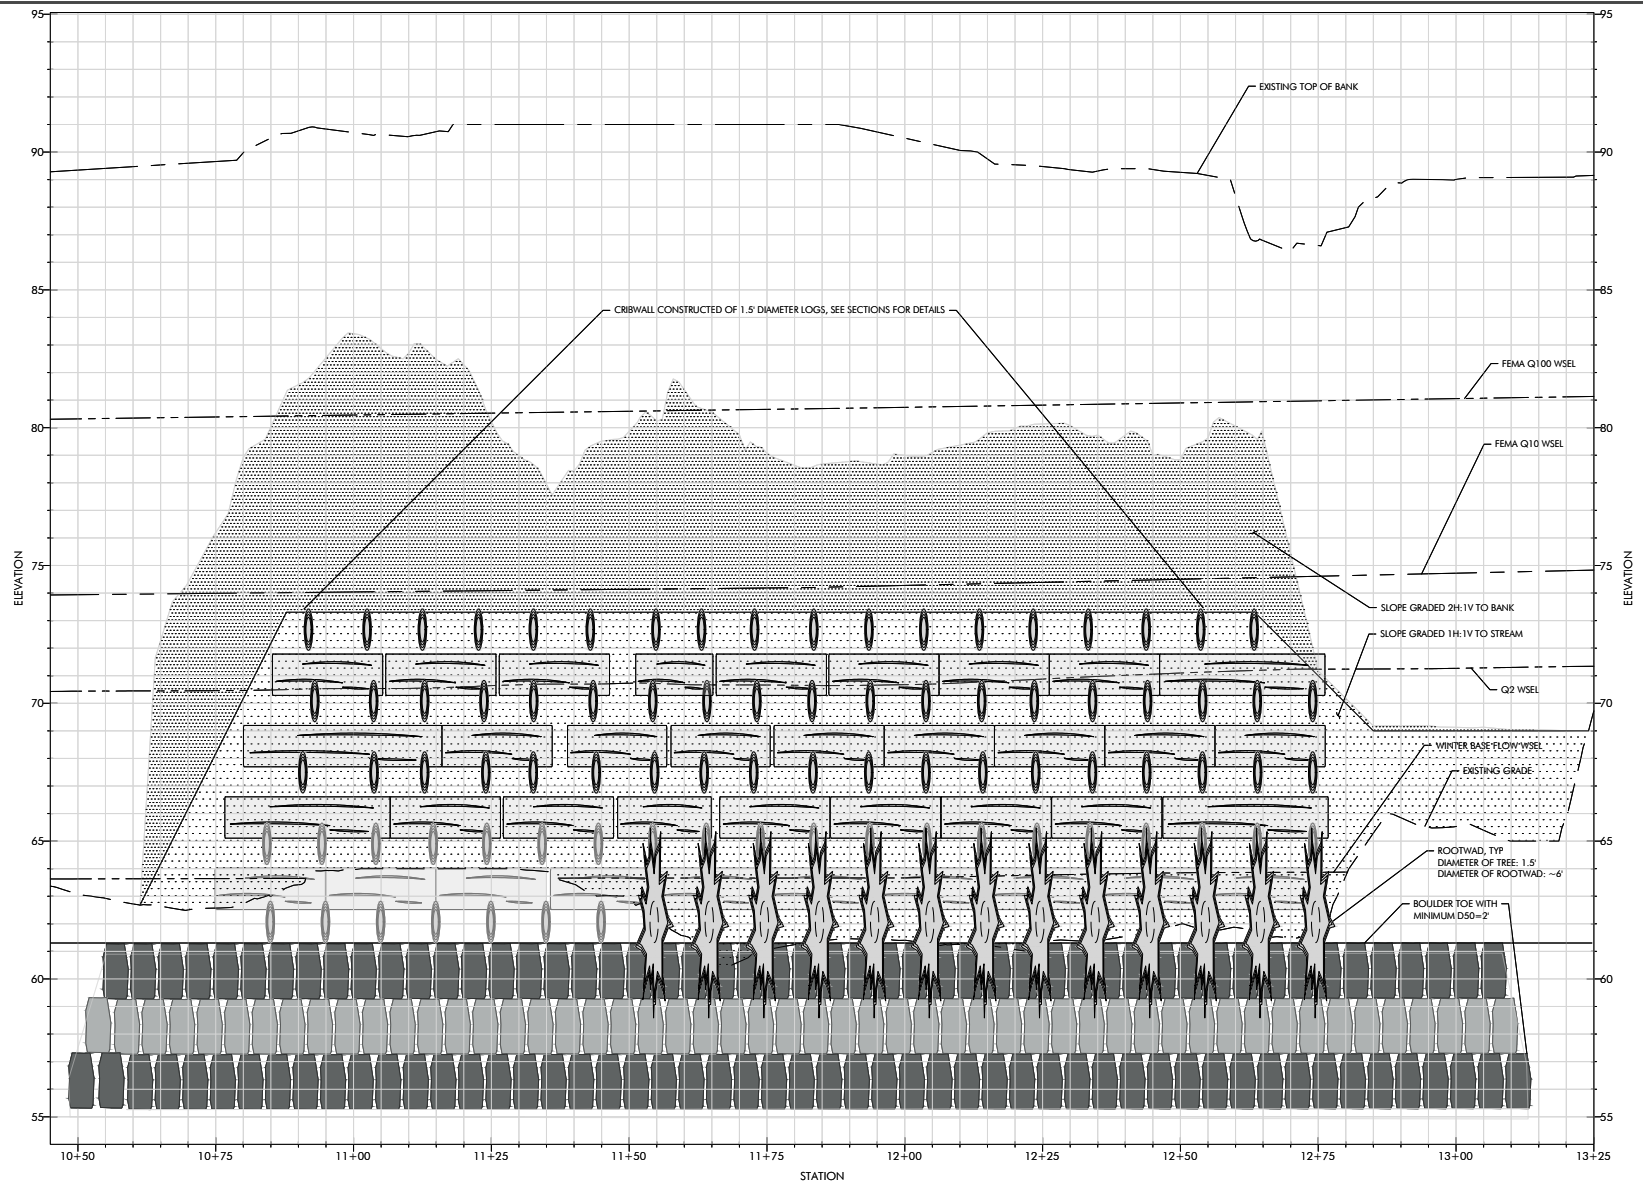 95
95
EXISTING TOP OF BANK
90
90
85
85
CRIBWALL CONSTRUCTED OF 1.5' DIAMETER LOGS, SEE SECTIONS FOR DETAILS
FEMA Q100 WSEL
80
80
FEMA Q10 WSEL
75
75
ELEVATION
ELEVATION
SLOPE GRADED 2H:1V TO BANK
SLOPE GRADED 1H:1V TO STREAM
Q2 WSEL
70
70
WINTER BASE FLOW WSEL
EXISTING GRADE
65
65
ROOTWAD, TYP
DIAMETER OF TREE: 1.5'
DIAMETER OF ROOTWAD: ~6'
BOULDER TOE WITH
MINIMUM D50=2'
60
60
55
55
10+50 10+75 11+00 11+25 11+50 11+75 12+00 12+25 12+50 12+75 13+00 13+25
STATION